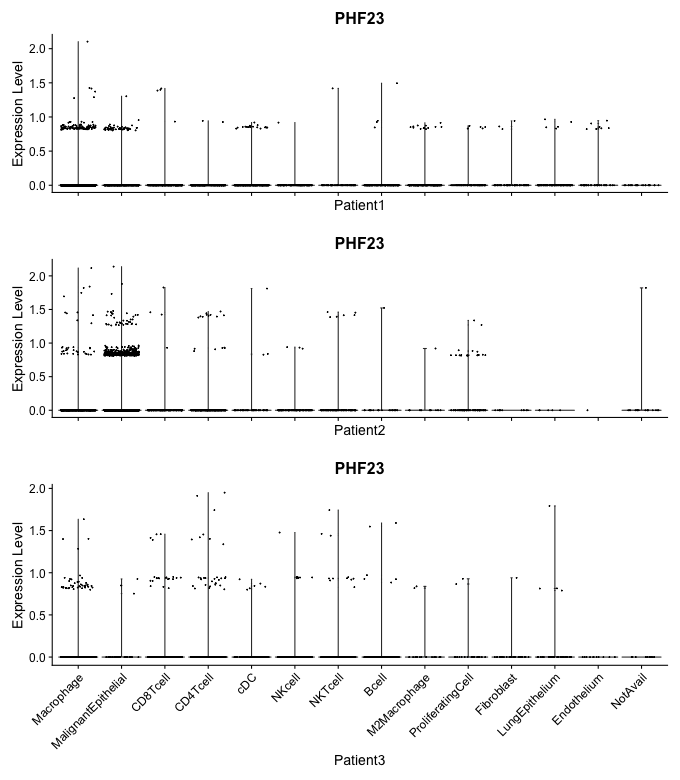 PHF23
Expression Level
2.0
1.5
1.0
0.5
0.0
Patient1
PHF23
Expression Level
2.0
1.5
1.0
0.5
0.0
Patient2
PHF23
Expression Level
2.0
1.5
1.0
0.5
0.0
Macrophage
MalignantEpithelial
CD8Tcell
CD4Tcell
cDC
NKcell
NKTcell
Bcell
M2Macrophage
ProliferatingCell
Fibroblast
LungEpithelium
Endothelium
NotAvail
Patient3